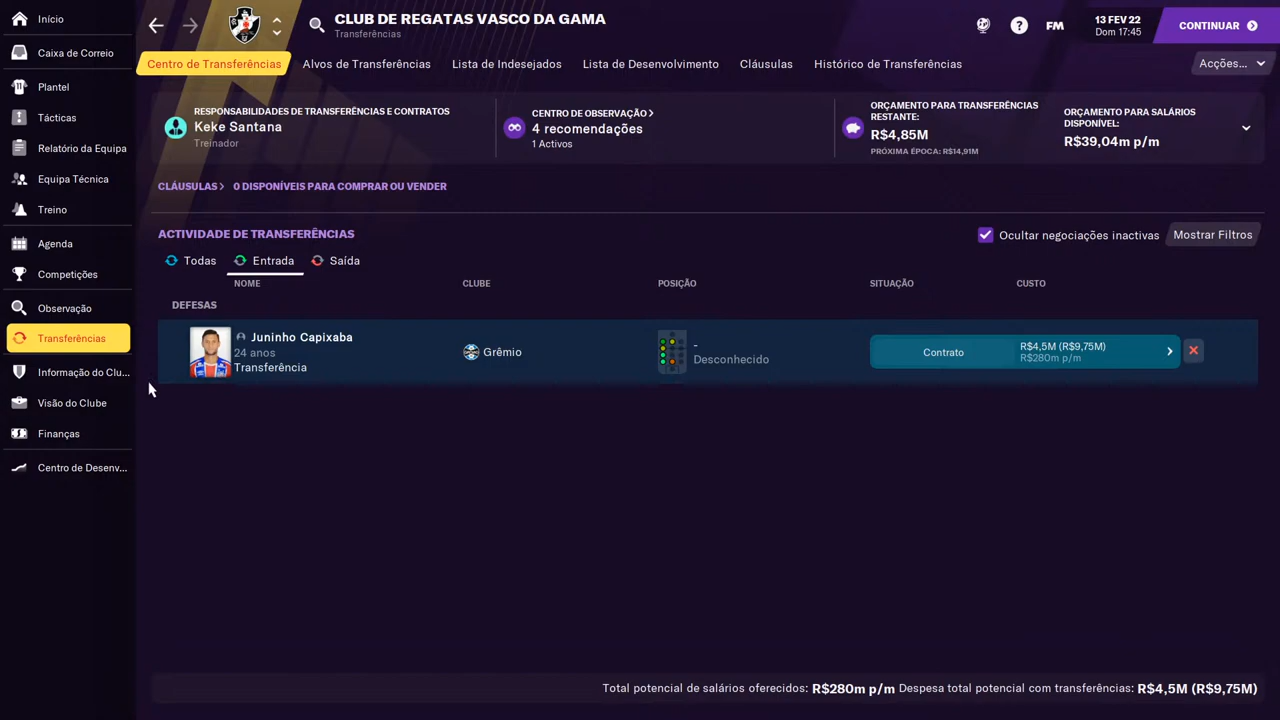 Início
Caixa de Correio
Plantel
Tácticas
Relatório da Equipa
Equipa Técnica
Treino
Agenda
Competições
Observação
Transferências
Informação do Clu...
Visão do Clube
Finanças
Centro de Desenv...
CLUB DE REGATAS VASCO DA GAMA
Transferências
FM
13 FEV 22
Dom 17:45
CONTINUAR
Centro de Transferências
Alvos de Transferências
Lista de Indesejados
Lista de Desenvolvimento
Cláusulas
Histórico de Transferências
Acções...
RESPONSABILIDADES DE TRANSFERÊNCIAS E CONTRATOS
Keke Santana
Treinador
CENTRO DE OBSERVAÇÃO
4 recomendações
1 Activos
ORÇAMENTO PARA TRANSFERÊNCIAS
RESTANTE:
R$4,85M
PRÓXIMA ÉPOCA: R$14,91M
ORÇAMENTO PARA SALÁRIOS
DISPONÍVEL:
R$39,04m p/m
CLÁUSULAS
0 DISPONÍVEIS PARA COMPRAR OU VENDER
ACTIVIDADE DE TRANSFERÊNCIAS
Ocultar negociações inactivas
Mostrar Filtros
Todas
Entrada
Saída
NOME
CLUBE
POSIÇÃO
SITUAÇÃO
CUSTO
DEFESAS
Juninho Capixaba
24 anos
Transferência
Grêmio
-
Desconhecido
Contrato
R$4,5M (R$9,75M)
R$280m p/m
Total potencial de salários oferecidos: R$280m p/m Despesa total potencial com transferências: R$4,5M (R$9,75M)